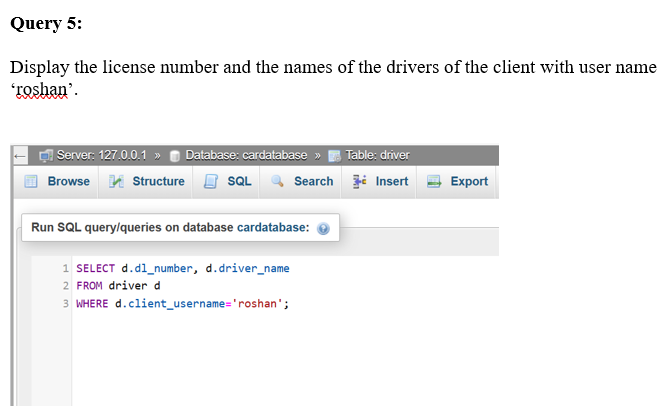 Query 5:
Display the license number and the names of the drivers of the client with user name
‘roshan’.
Server: 127.0.0.1 » Database: cardatabase » Table: driver
Browse Structure SQL Search Insert Export
Run SQL query/queries on database cardatabase:
1 SELECT d.dl_number, d.driver_name
2 FROM driver d
3 WHERE d.client_username='roshan';